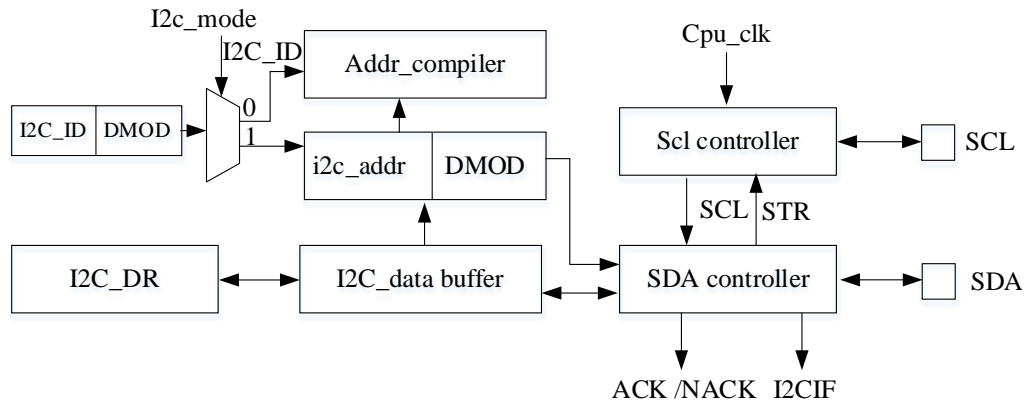 I2c_mode
I2C_ID
Addr_compiler
Cpu_clk
I2C_ID DMOD
0
1
i2c_addr DMOD
Scl controller
SCL
SCL STR
I2C_DR
I2C_data buffer
SDA controller
SDA
ACK /NACK I2CIF